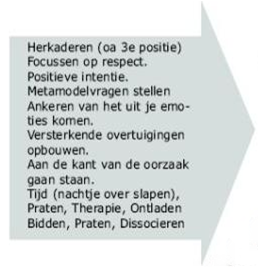 Herkaderen (oa 3e positie)
Focussen op respect.
Positieve intentie.
Metamodelvragen stellen
Ankeren van het uit je emo-
ties komen.
Versterkende overtuigingen
opbouwen.
Aan de kant van de oorzaak
gaan staan.
Tijd (nachtje over slapen),
Praten, Therapie, Ontladen
Bidden, Praten, Dissocieren